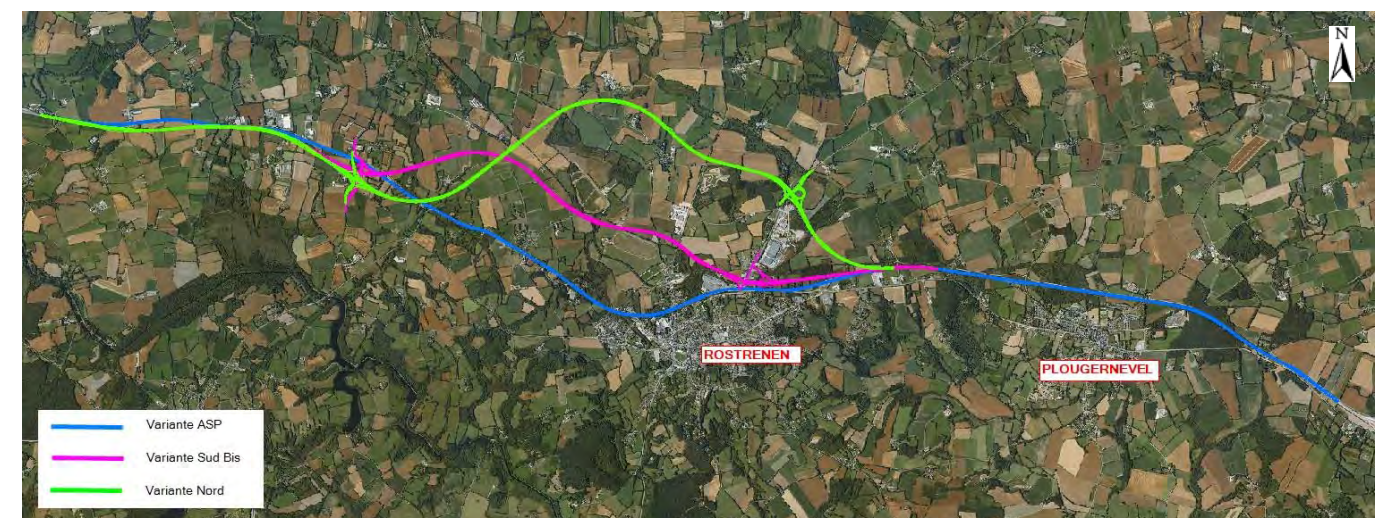 N
ROSTRENEN
PLOUGERNEVEL
Variante ASP
Variante Sud Bis
Variante Nord